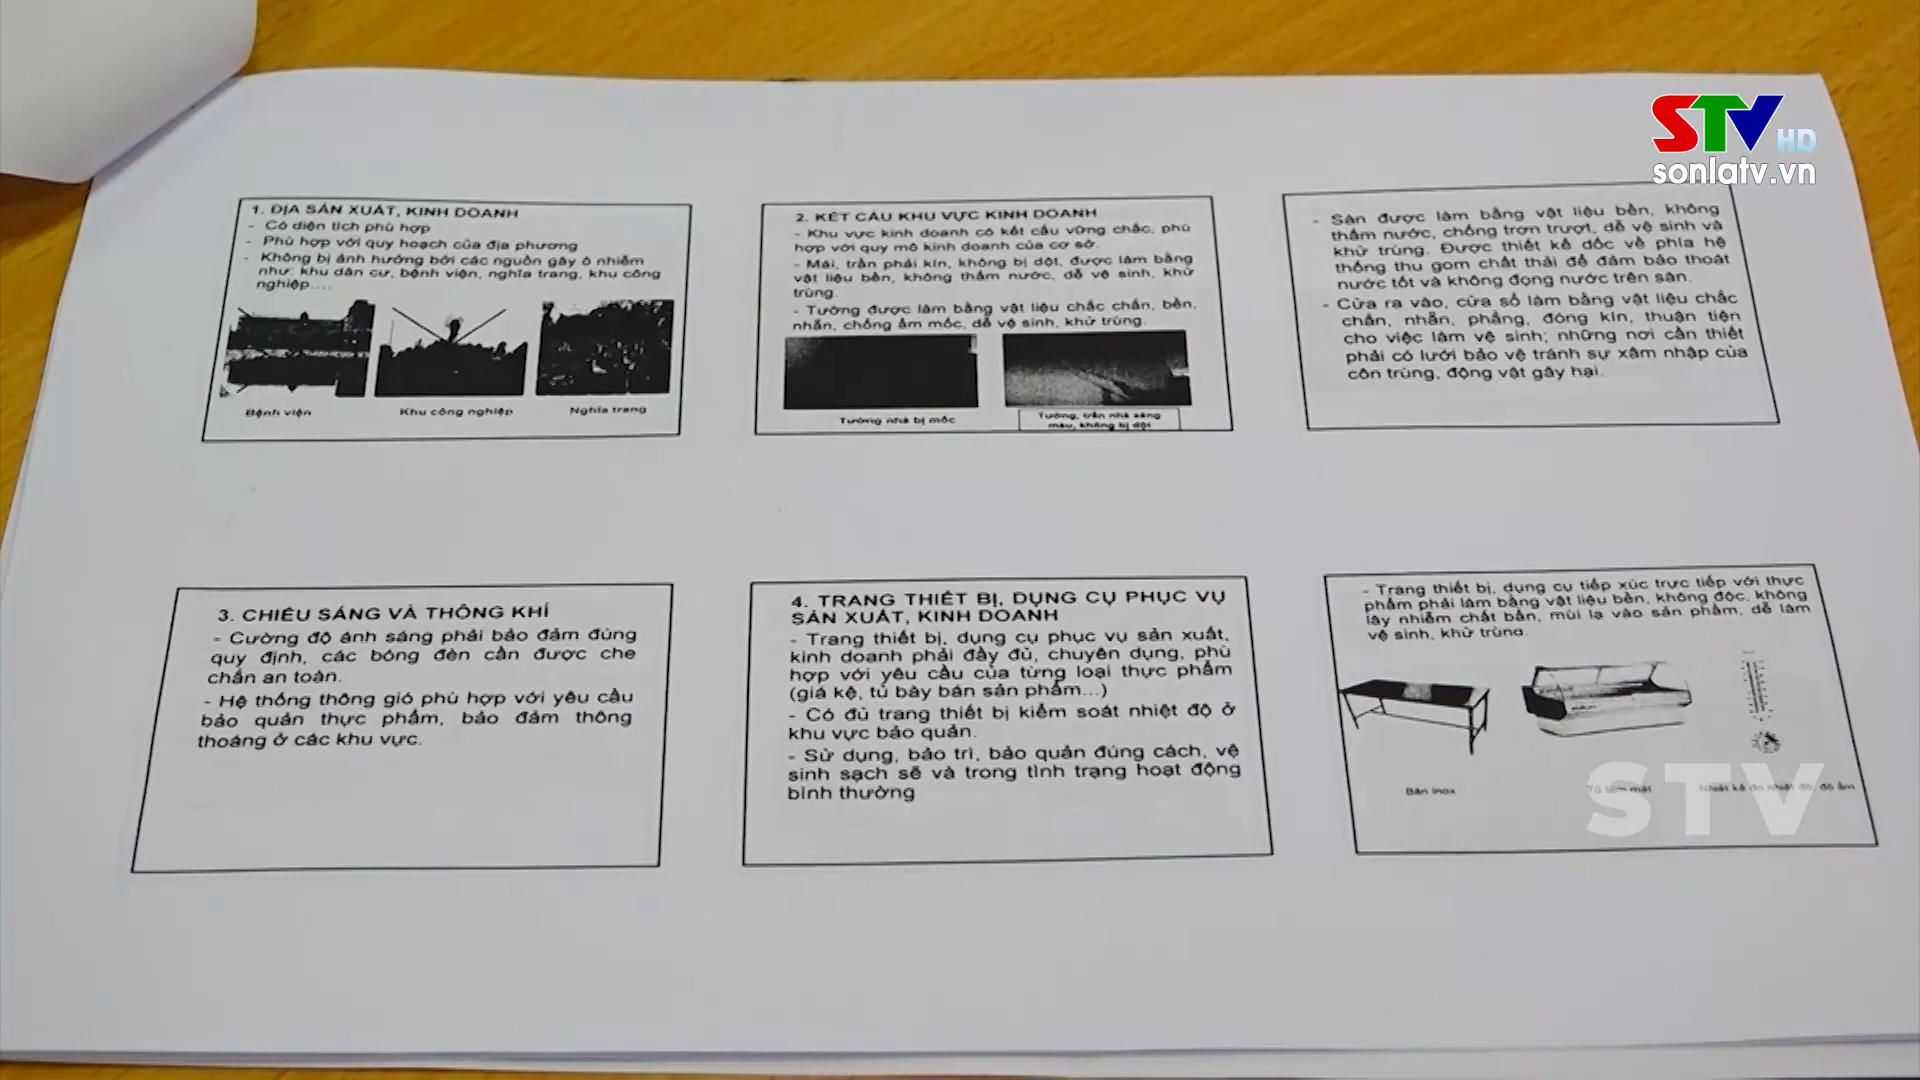 STV HD
sonlatv.vn
1. ĐỊA SẢN XUẤT, KINH DOANH
- Có diện tích phù hợp
- Phù hợp với quy hoạch của địa phương
- Không bị ảnh hưởng bởi các nguồn gây ô nhiễm
như: khu dân cư, bệnh viện, nghĩa trang, khu công
nghiệp....
Bệnh viện
Khu công nghiệp
Nghĩa trang
2. KẾT CẤU KHU VỰC KINH DOANH
- Khu vực kinh doanh có kết cấu vững chắc, phù
hợp với quy mô kinh doanh của cơ sở.
- Mái, trần phải kín, không bị dột, được làm bằng
vật liệu bền, không thấm nước, dễ vệ sinh, khử
trùng.
- Tường được làm bằng vật liệu chắc chắn, bền,
nhẵn, chống ẩm mốc, dễ vệ sinh, khử trùng.
Tường nhà bị mốc
Tường, trần nhà sáng
màu, không bị dột
- Sàn được làm bằng vật liệu bền, không
thấm nước, chống trơn trượt, dễ vệ sinh và
khử trùng. Được thiết kế dốc về phía hệ
thống thu gom chất thải để đảm bảo thoát
nước tốt và không đọng nước trên sàn.
- Cửa ra vào, cửa sổ làm bằng vật liệu chắc
chắn, nhẵn, phẳng, đóng kín, thuận tiện
cho việc làm vệ sinh; những nơi cần thiết
phải có lưới bảo vệ tránh sự xâm nhập của
côn trùng, động vật gây hại.
3. CHIẾU SÁNG VÀ THÔNG KHÍ
- Cường độ ánh sáng phải bảo đảm đúng
quy định, các bóng đèn cần được che
chắn an toàn.
- Hệ thống thông gió phù hợp với yêu cầu
bảo quản thực phẩm, bảo đảm thông
thoáng ở các khu vực.
4. TRANG THIẾT BỊ, DỤNG CỤ PHỤC VỤ
SẢN XUẤT, KINH DOANH
- Trang thiết bị, dụng cụ phục vụ sản xuất,
kinh doanh phải đầy đủ, chuyên dụng, phù
hợp với yêu cầu của từng loại thực phẩm
(giá kệ, tủ bày bán sản phẩm...)
- Có đủ trang thiết bị kiểm soát nhiệt độ ở
khu vực bảo quản.
- Sử dụng, bảo trì, bảo quản đúng cách, vệ
sinh sạch sẽ và trong tình trạng hoạt động
bình thường
- Trang thiết bị, dụng cụ tiếp xúc trực tiếp với thực
phẩm phải làm bằng vật liệu bền, không độc, không
lây nhiễm chất bẩn, mùi lạ vào sản phẩm, dễ làm
vệ sinh, khử trùng.
Bàn inox
Tủ làm mát
Nhiệt kế đo nhiệt độ, độ ẩm
STV